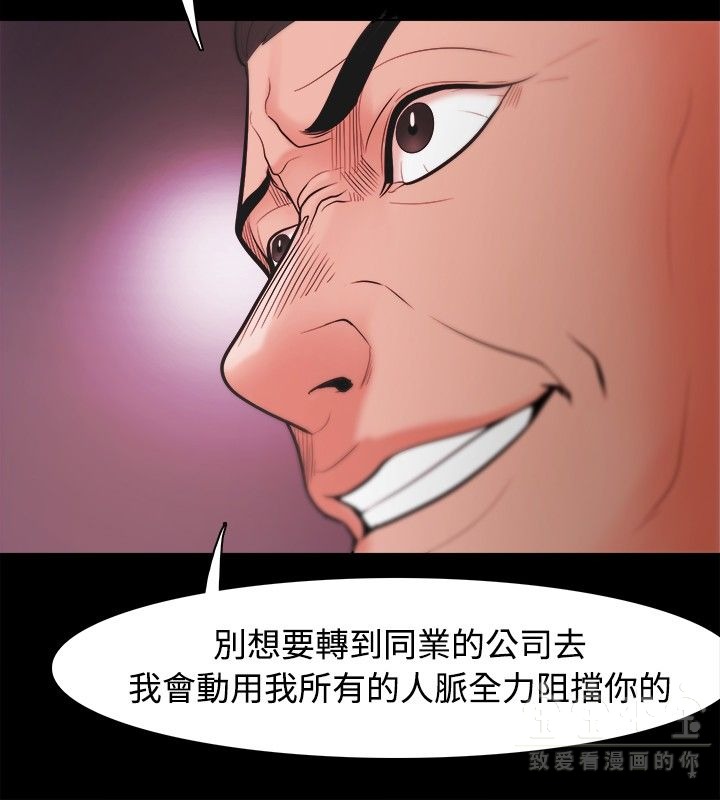 別想要轉到同業的公司去
我會動用我所有的人脈全力阻擋你的
致爱看漫画的你